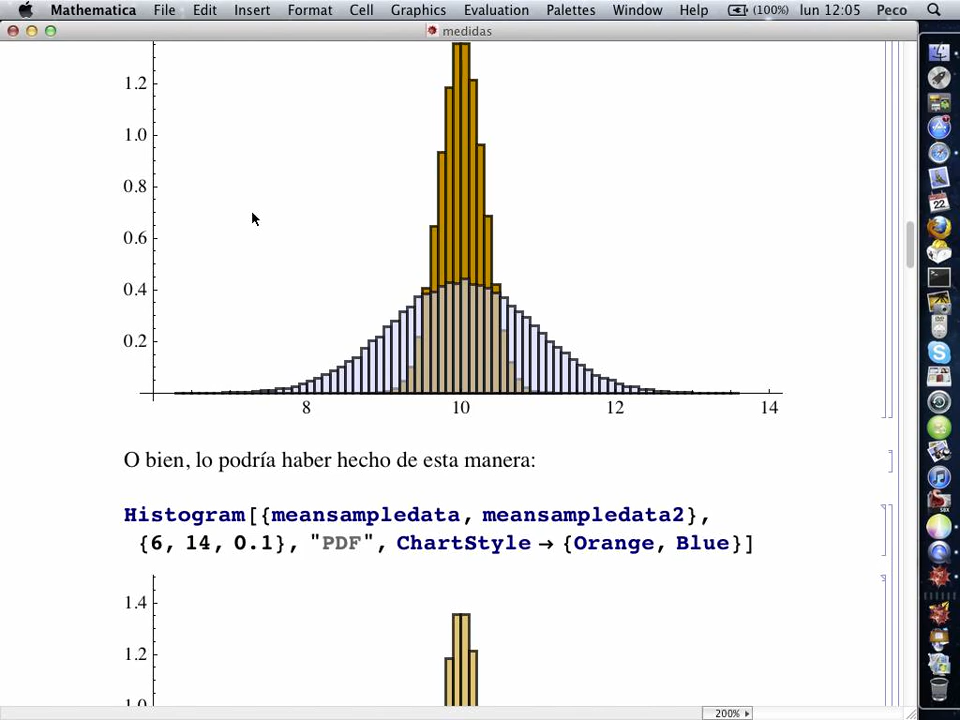 Mathematica File Edit Insert Format Cell Graphics Evaluation Palettes Window Help (100%) lun 12:05 Peco
medidas
1.2
1.0
0.8
0.6
0.4
0.2
8 10 12 14
O bien, lo podría haber hecho de esta manera:
Histogram[{meansampledata, meansampledata2},
{6, 14, 0.1}, "PDF", ChartStyle → {Orange, Blue}]
1.4
1.2
1.0
200%
22